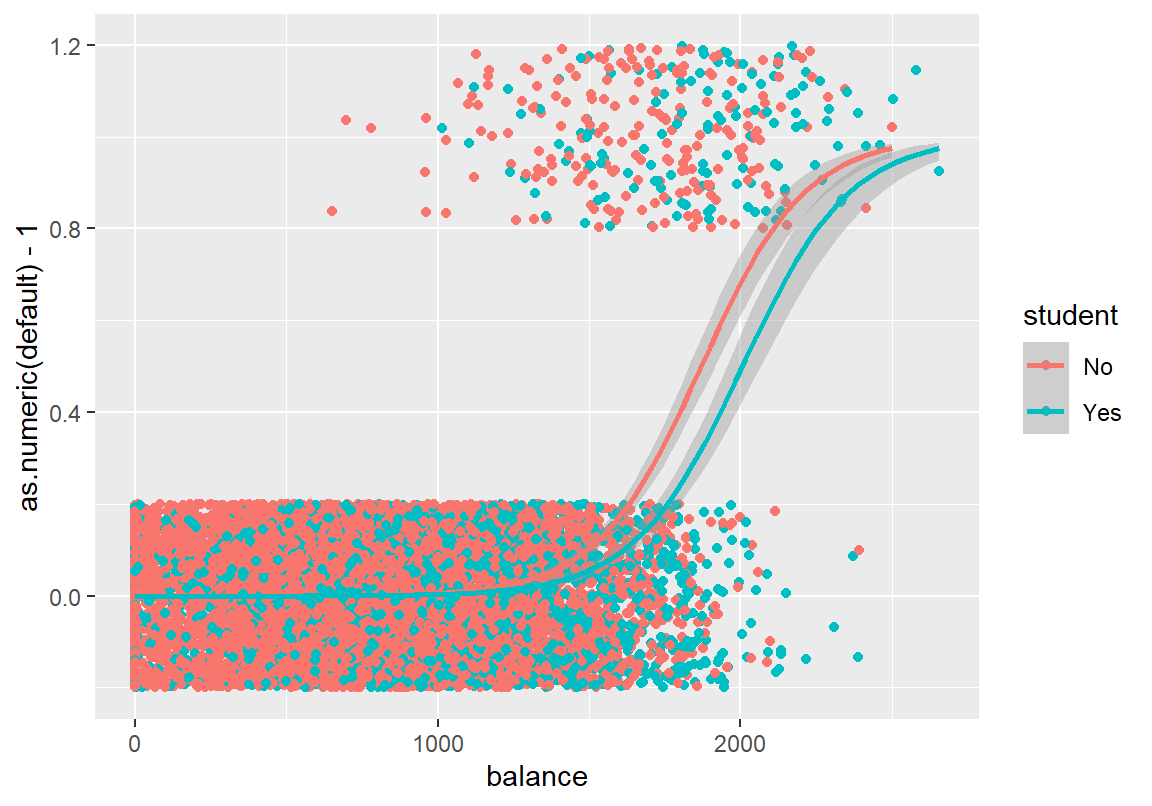 1.2
0.8
0.4
0.0
as.numeric(default) - 1
0
1000
2000
balance
student
No
Yes